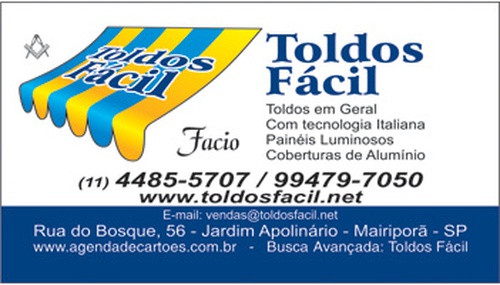 Toldos
Fácil
Toldos
Fácil
Toldos em Geral
Com tecnologia Italiana
Painéis Luminosos
Coberturas de Alumínio
Facio
(11) 4485-5707 / 99479-7050
www.toldosfacil.net
E-mail: vendas@toldosfacil.net
Rua do Bosque, 56 - Jardim Apolinário - Mairiporã - SP
www.agendadecartoes.com.br - Busca Avançada: Toldos Fácil